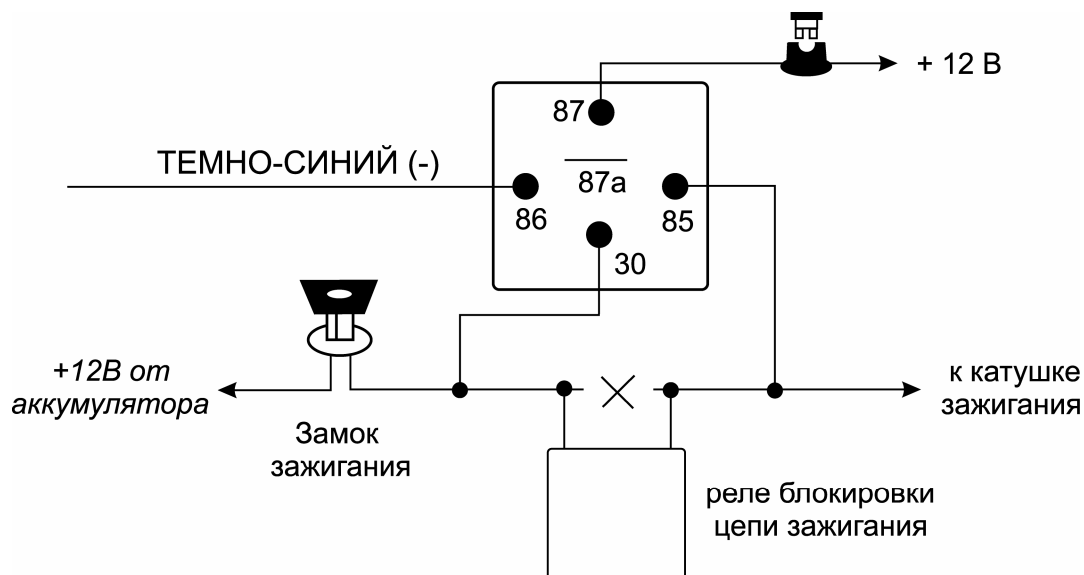 + 12 В
87
ТЕМНО-СИНИЙ (-)
87а
86
85
30
+12В от
аккумулятора
Замок
зажигания
к катушке
зажигания
реле блокировки
цепи зажигания